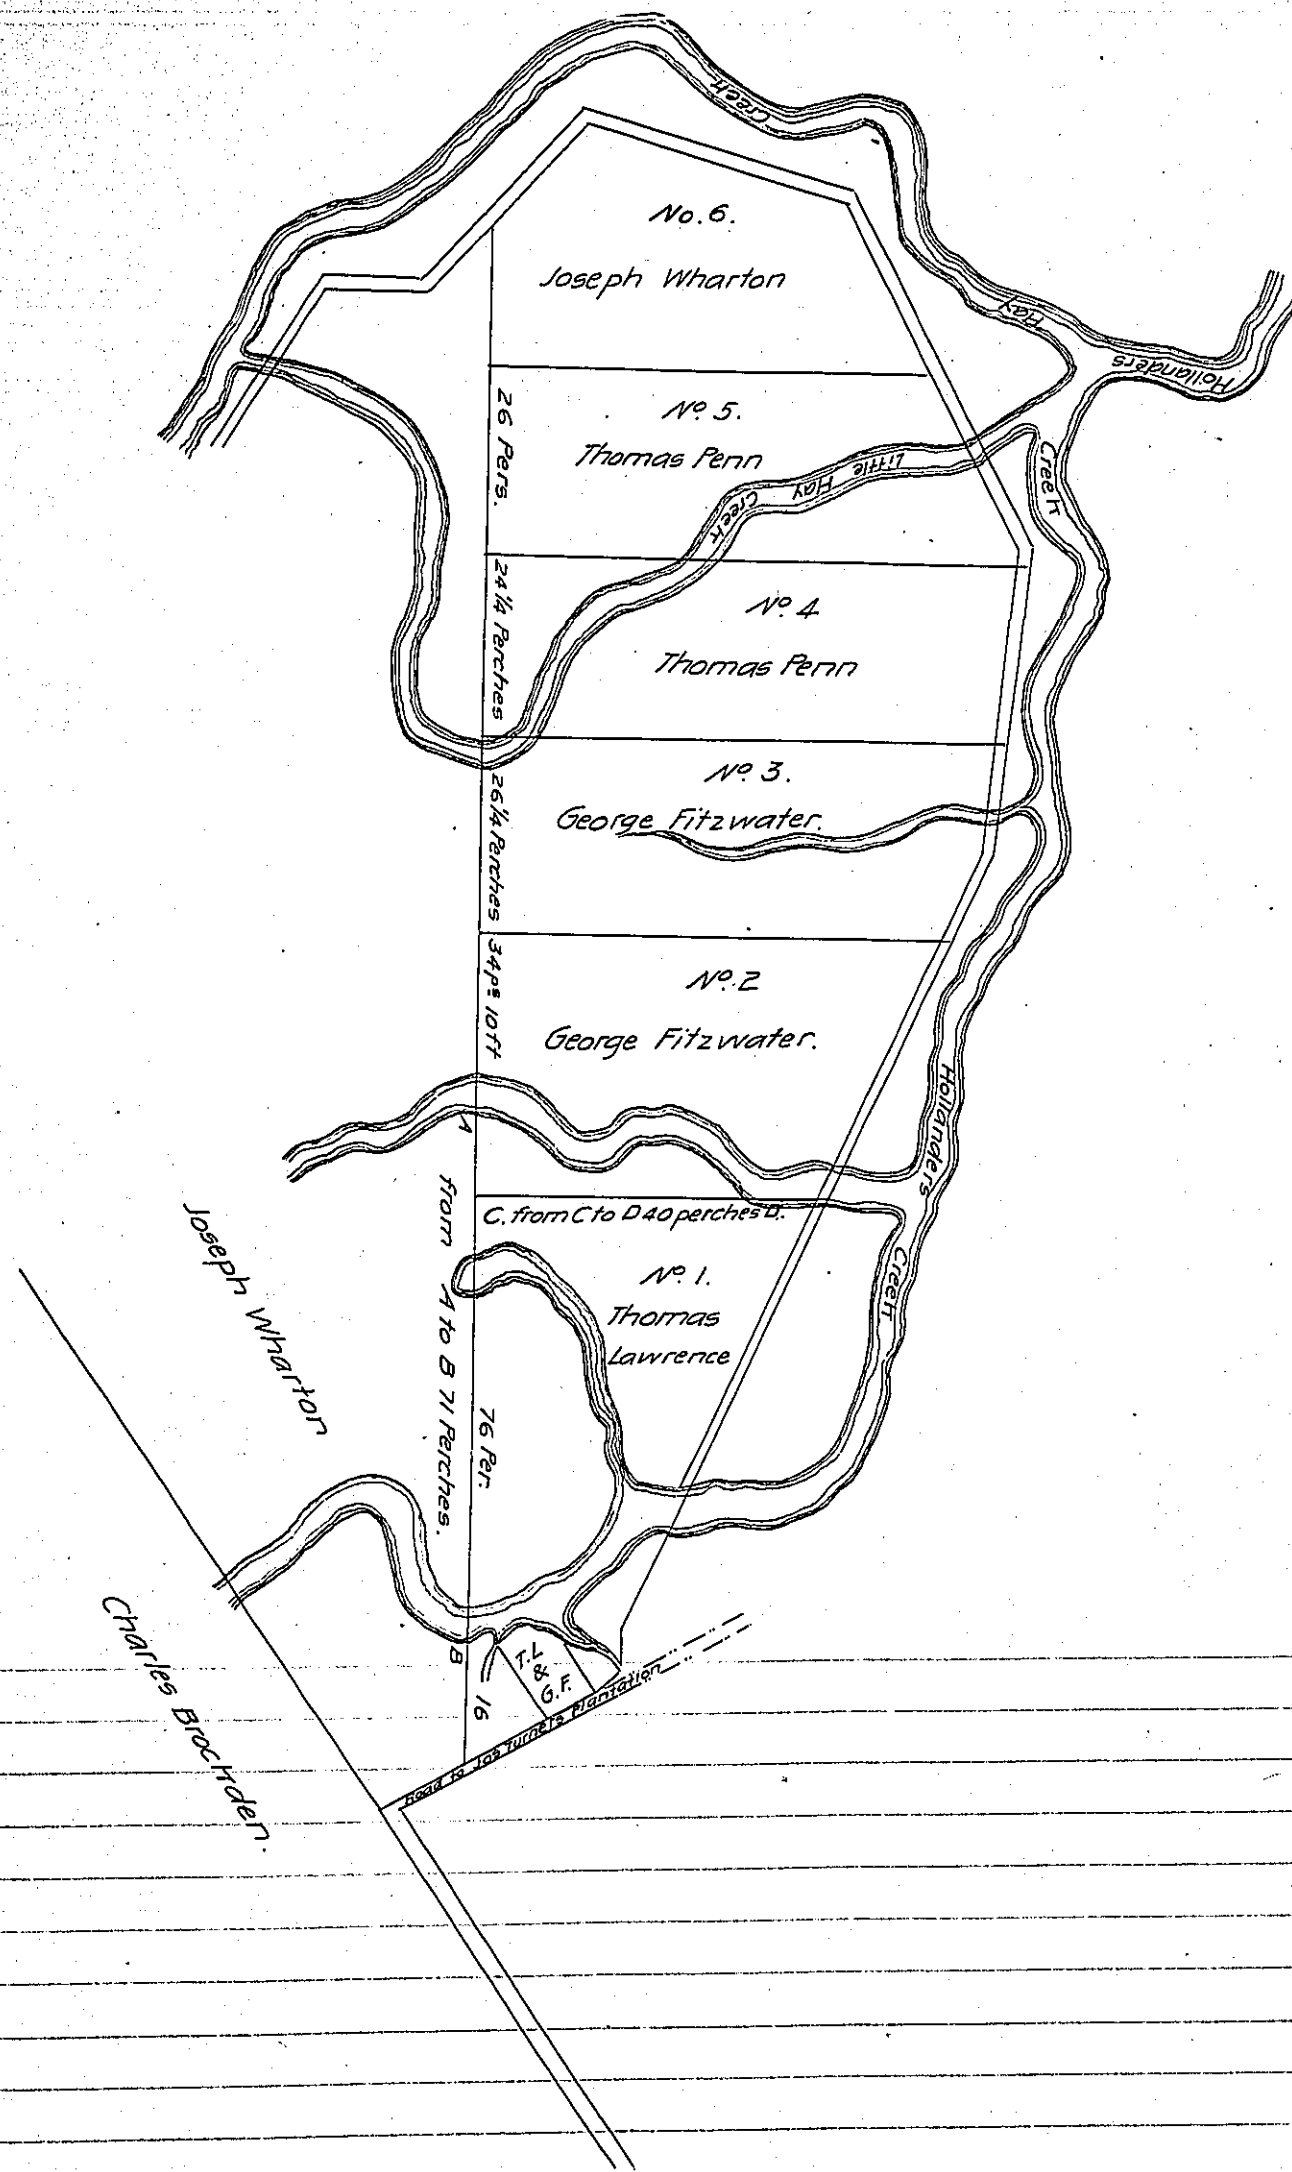 Creek
Hay
Hollanders
Creek
No. 6.
Joseph Wharton
26 Pers.
No. 5.
Thomas Penn
Little
Hay
Creek
24 1/4 Perches
No. 4
Thomas Penn
26 1/4 Perches
No. 3.
George Fitzwater.
34 ps 10 ft
No. 2
George Fitzwater.
Hollanders
Creek
A
C. from C to D 40 perches D.
No. 1.
Thomas
Lawrence
from A to B 71 Perches.
76 Per.
Joseph Wharton
B
16
T.L
&
G.F.
Road to Jos Turner's Plantation
Charles Brockden.